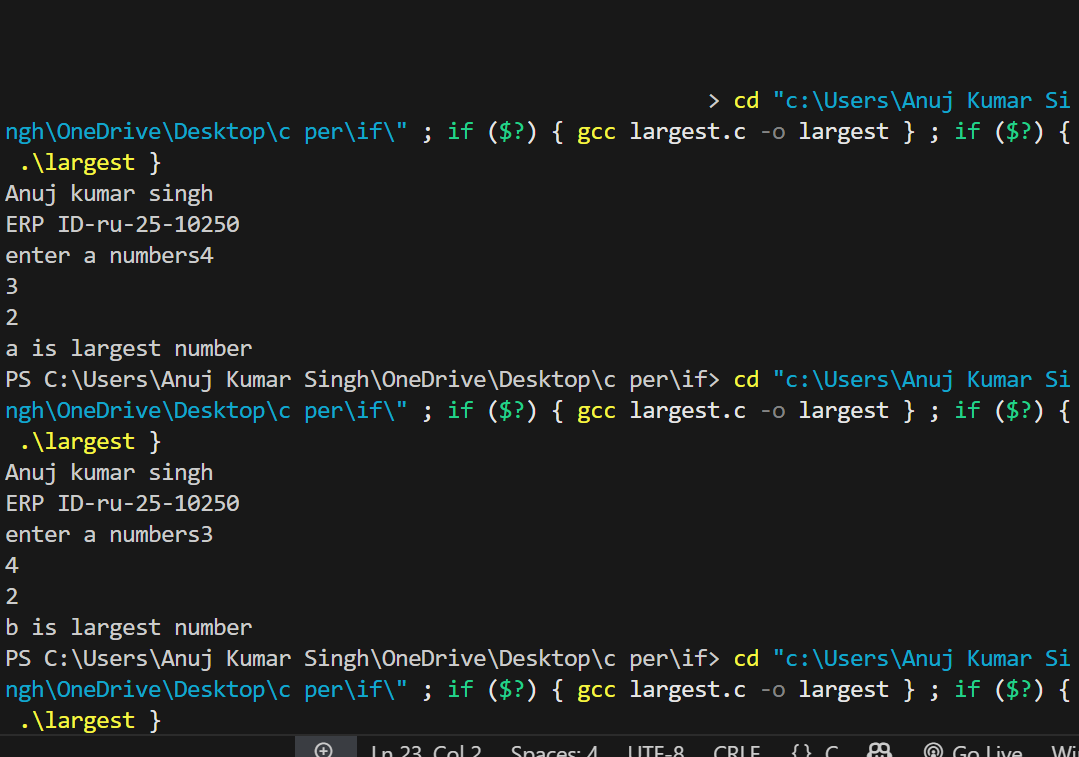 > cd "c:\Users\Anuj Kumar Si
ngh\OneDrive\Desktop\c per\if\" ; if ($?) { gcc largest.c -o largest } ; if ($?) {
.\largest }
Anuj kumar singh
ERP ID-ru-25-10250
enter a numbers4
3
2
a is largest number
PS C:\Users\Anuj Kumar Singh\OneDrive\Desktop\c per\if> cd "c:\Users\Anuj Kumar Si
ngh\OneDrive\Desktop\c per\if\" ; if ($?) { gcc largest.c -o largest } ; if ($?) {
.\largest }
Anuj kumar singh
ERP ID-ru-25-10250
enter a numbers3
4
2
b is largest number
PS C:\Users\Anuj Kumar Singh\OneDrive\Desktop\c per\if> cd "c:\Users\Anuj Kumar Si
ngh\OneDrive\Desktop\c per\if\" ; if ($?) { gcc largest.c -o largest } ; if ($?) {
.\largest }
Ln 23, Col 2 Spaces: 4 UTF-8 CRLF {} C Go Live Wi